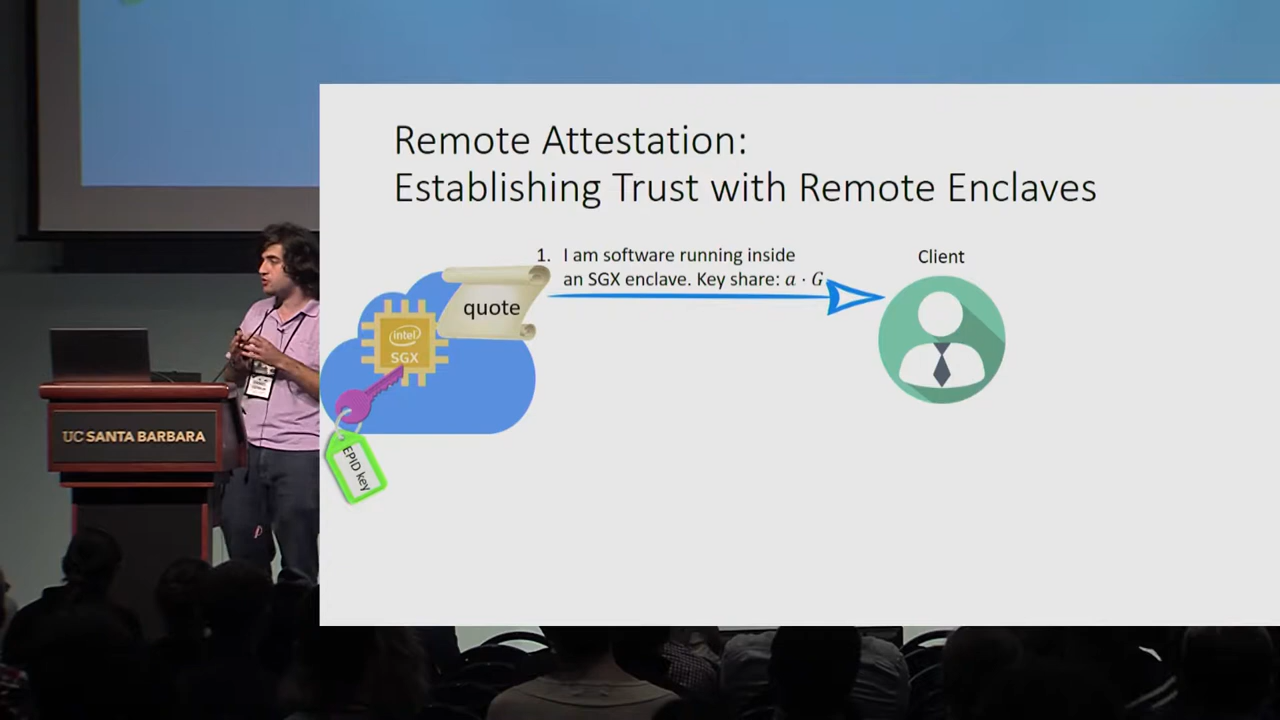 Remote Attestation:
Establishing Trust with Remote Enclaves
1. I am software running inside
an SGX enclave. Key share: a · G
Client
quote
intel
SGX
EPID key
UC SANTA BARBARA